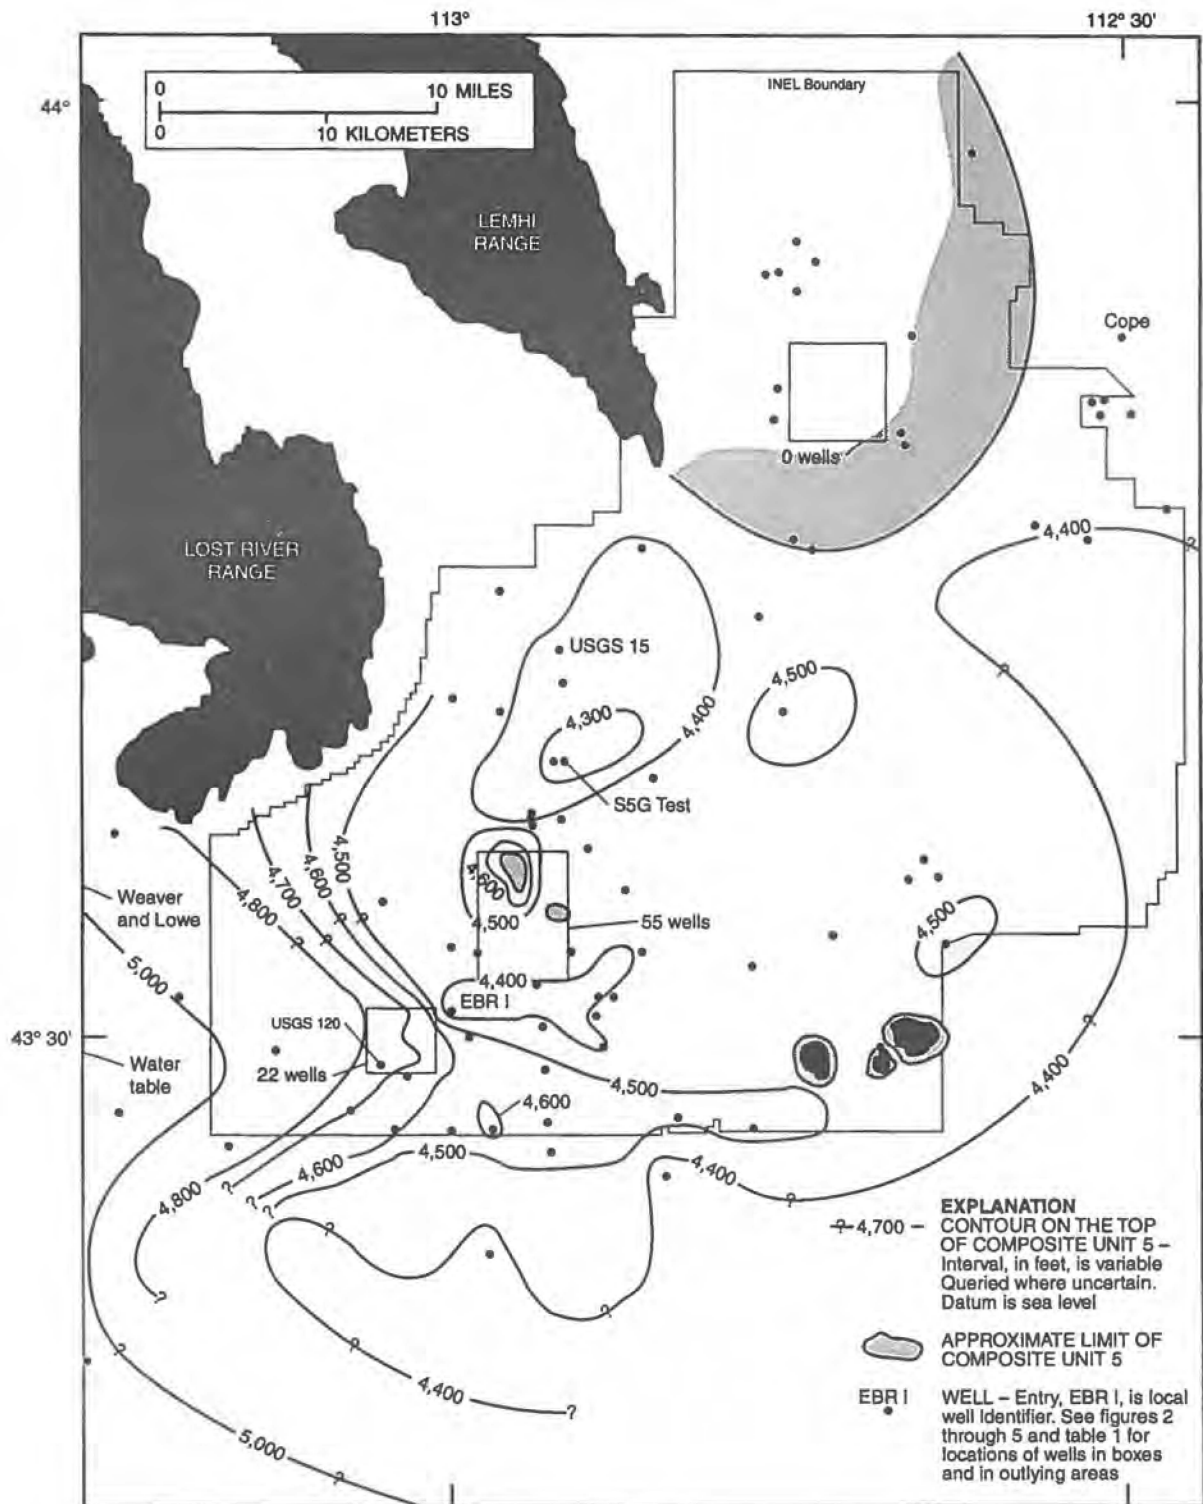 113°
112° 30'
44°
0
10 MILES
0
10 KILOMETERS
INEL Boundary
LEMHI
RANGE
Cope
0 wells
LOST RIVER
RANGE
4,400
?
USGS 15
4,500
?
4,300
4,400
S5G Test
4,500
4,600
4,700
4,800
4,600
Weaver
and Lowe
?
?
?
?
4,500
55 wells
4,500
5,000
?
4,400
EBR I
?
43° 30'
USGS 120
22 wells
Water
table
4,500
4,400
4,600
4,500
4,600
4,800
4,400
?
?
?
?
?
?
?
?
?
4,400
?
5,000
?
EXPLANATION
?
4,700
CONTOUR ON THE TOP
OF COMPOSITE UNIT 5 –
Interval, in feet, is variable
Queried where uncertain.
Datum is sea level
APPROXIMATE LIMIT OF
COMPOSITE UNIT 5
EBR I
WELL – Entry, EBR I, is local
well Identifier. See figures 2
through 5 and table 1 for
locations of wells in boxes
and in outlying areas